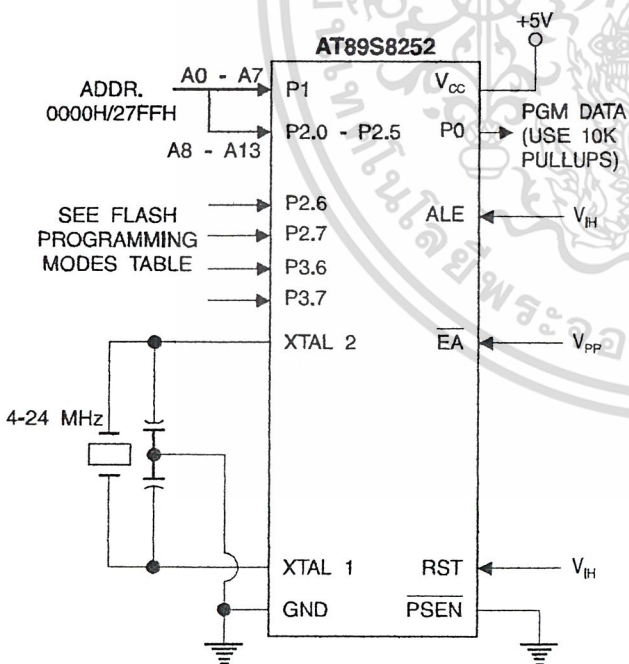 +5V
AT89S8252
ADDR.
0000H/27FFH
A0 - A7
P1
VCC
A8 - A13
P2.0 - P2.5
P0
PGM DATA
(USE 10K
PULLUPS)
SEE FLASH
PROGRAMMING
MODES TABLE
P2.6
P2.7
P3.6
P3.7
ALE
VIH
XTAL 2
EA
VPP
4-24 MHz
XTAL 1
RST
VIH
GND
PSEN